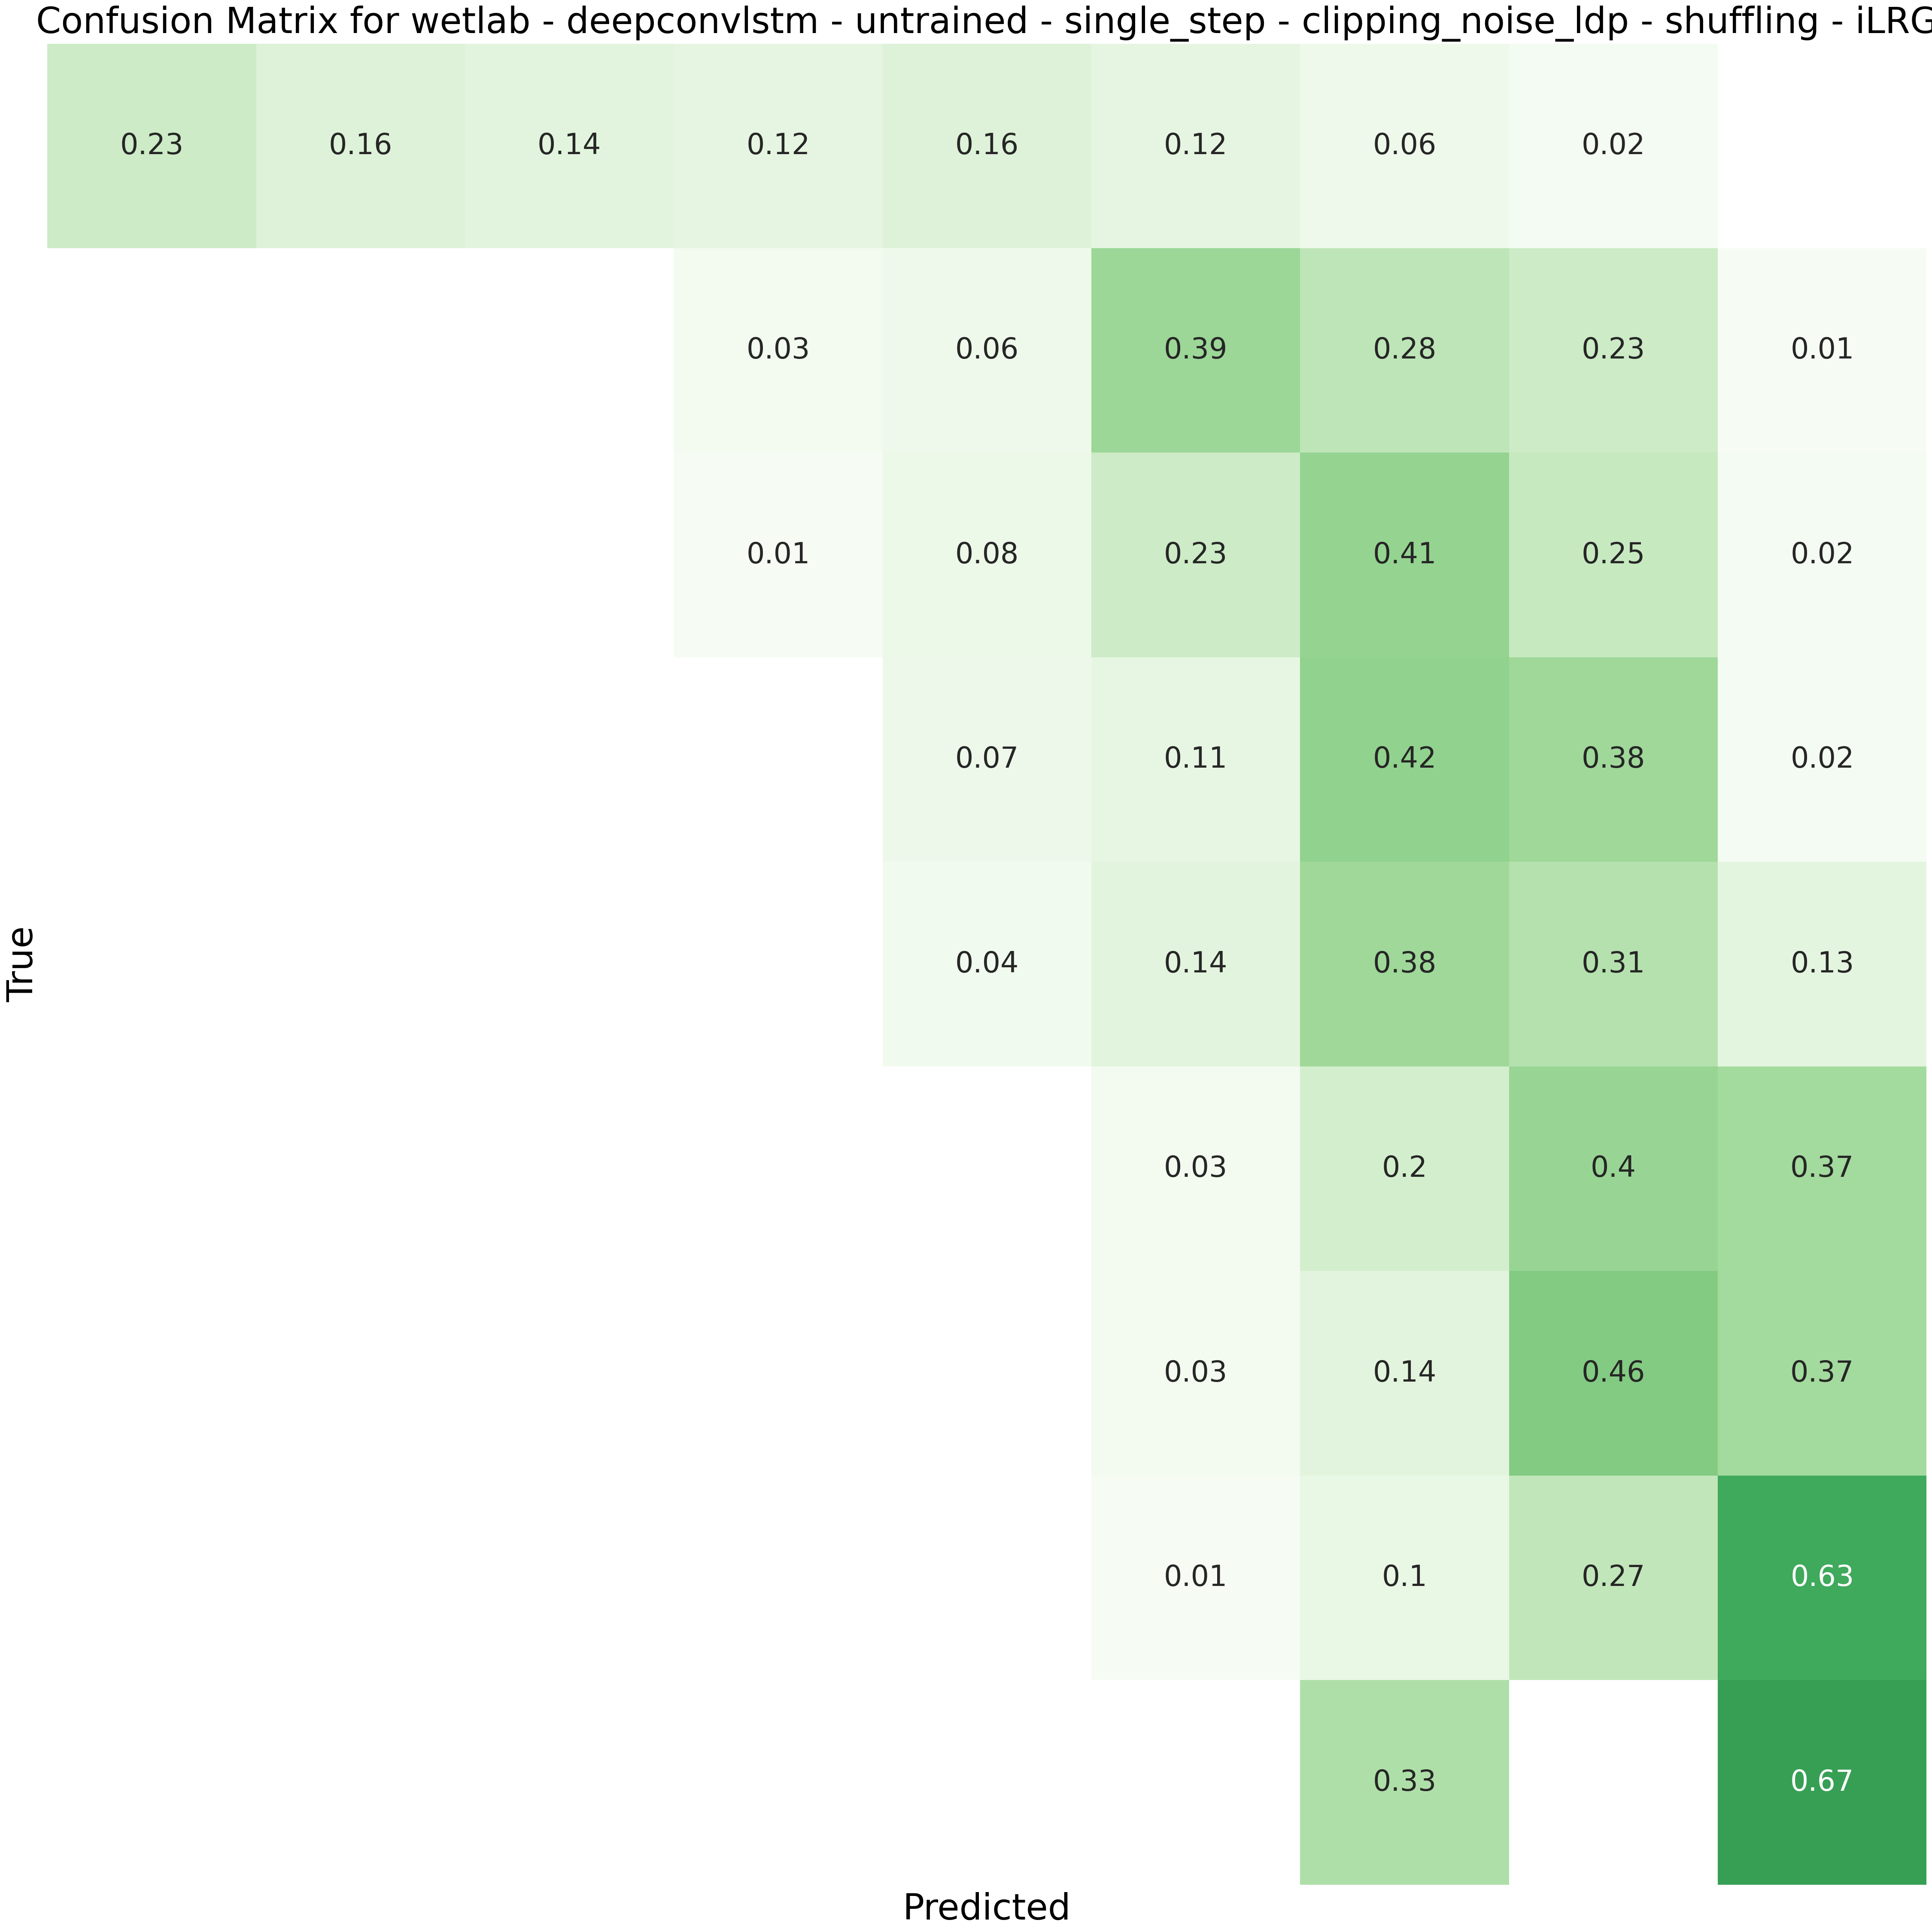 Confusion Matrix for wetlab - deepconvlstm - untrained - single_step - clipping_noise_ldp - shuffling - iLRG
0.23 0.16 0.14 0.12 0.16 0.12 0.06 0.02
0.03 0.06 0.39 0.28 0.23 0.01
0.01 0.08 0.23 0.41 0.25 0.02
0.07 0.11 0.42 0.38 0.02
0.04 0.14 0.38 0.31 0.13
0.03 0.2 0.4 0.37
0.03 0.14 0.46 0.37
0.01 0.1 0.27 0.63
0.33 0.67
True
Predicted